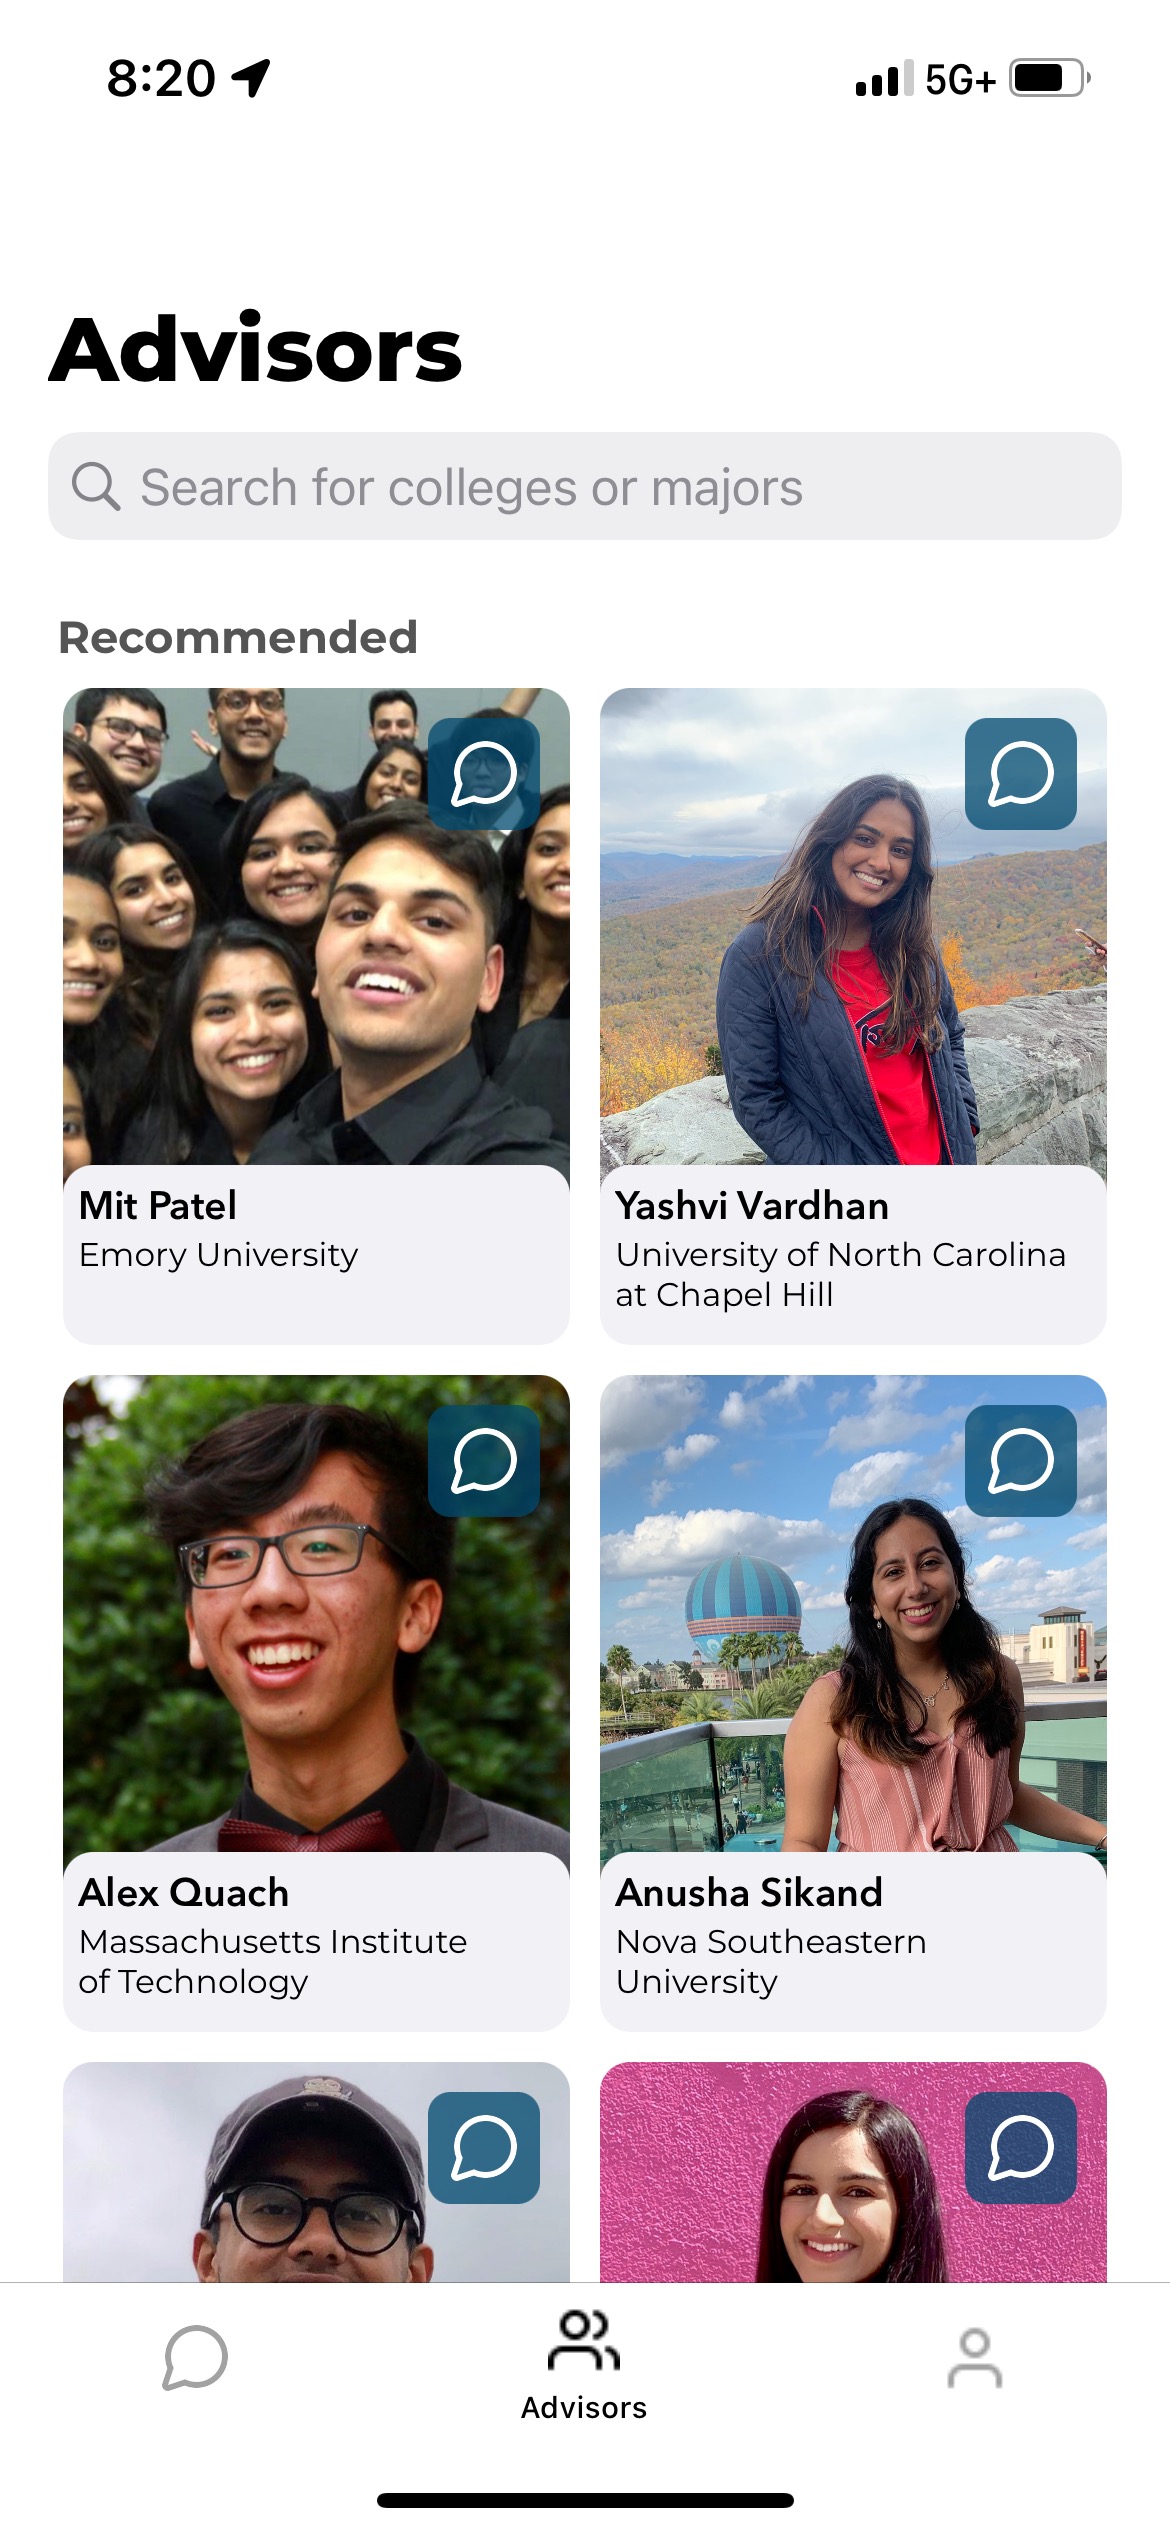 8:20
5G+
Advisors
Search for colleges or majors
Recommended
Mit Patel
Emory University
Yashvi Vardhan
University of North Carolina
at Chapel Hill
Alex Quach
Massachusetts Institute
of Technology
Anusha Sikand
Nova Southeastern
University
Advisors